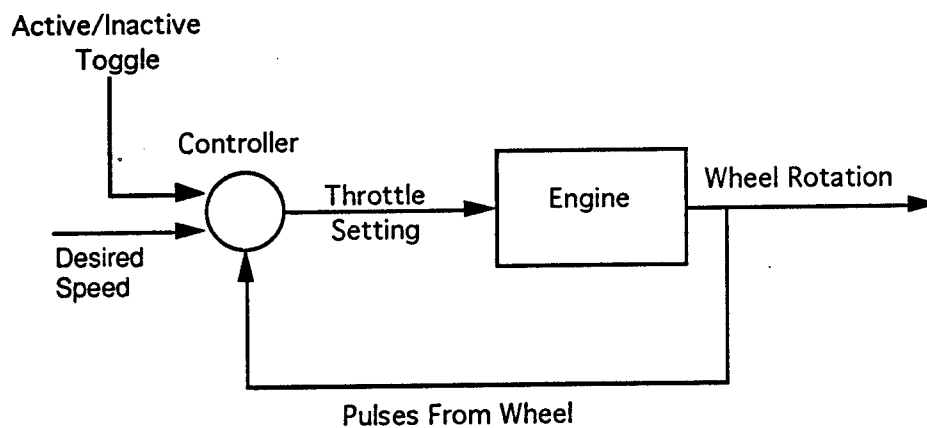 Active/Inactive
Toggle
Controller
Throttle
Setting
Engine
Wheel Rotation
Desired
Speed
Pulses From Wheel